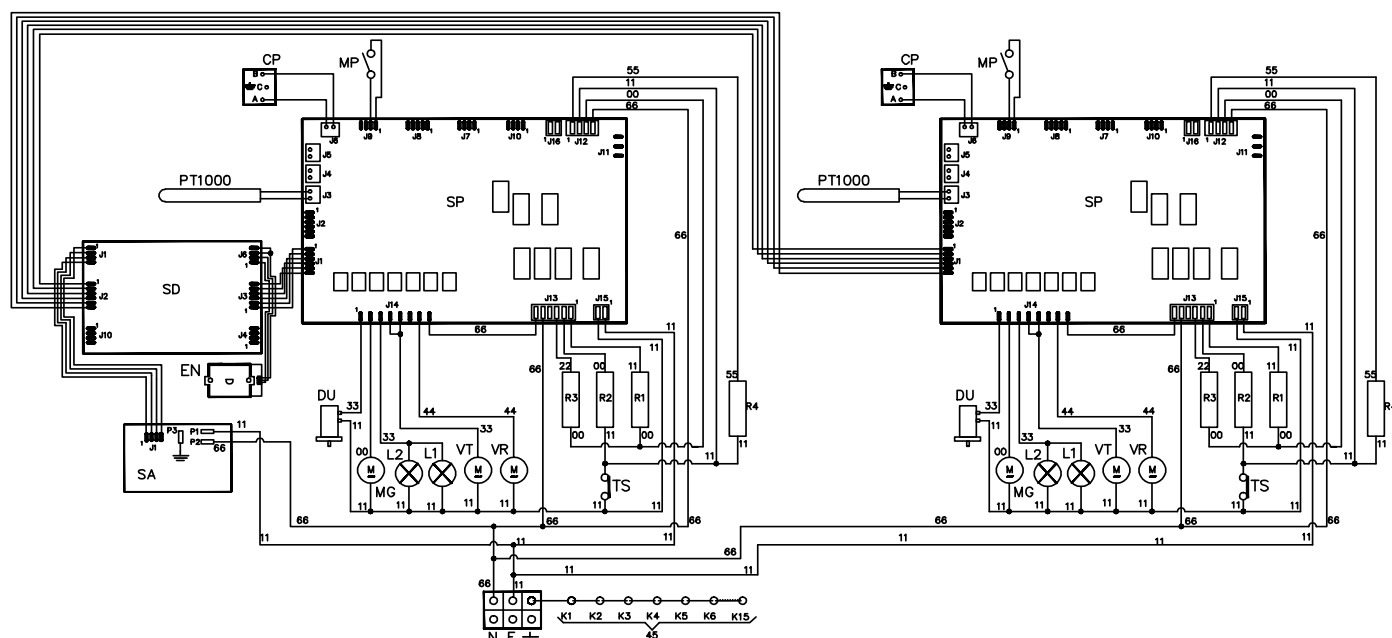 CP
B
C
A
MP
55
11
00
66
J6
J9
J8
J7
J10
J16
J12
J11
J5
J4
J3
J2
J1
PT1000
SP
66
J14
J13
J15
SD
J1
J2
J10
J6
J3
J4
EN
SA
J1
P3
P1
P2
11
66
DU
33
00
MG
33
L2
L1
44
VT
33
VR
44
66
66
22
R3
00
00
R2
11
11
R1
00
11
11
55
R4
11
11
TS
11
11
11
11
11
11
11
11
66
66
66
11
11
11
CP
B
C
A
MP
55
11
00
66
J6
J9
J8
J7
J10
J16
J12
J11
J5
J4
J3
J2
J1
PT1000
SP
66
J14
J13
J15
DU
33
00
MG
33
L2
L1
44
VT
33
VR
44
66
66
22
R3
00
00
R2
11
11
R1
00
11
11
55
R4
11
11
TS
11
11
11
11
11
11
11
11
66
66
66
66
11
11
11
11
11
66
11
N F
K1 K2 K3 K4 K5 K6 K15
45